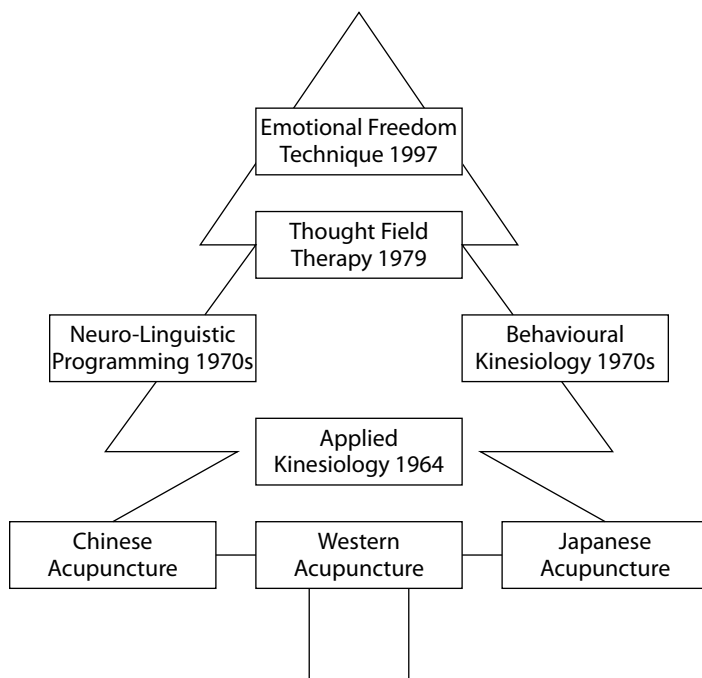 Emotional Freedom
Technique 1997
Thought Field
Therapy 1979
Neuro-Linguistic
Programming 1970s
Behavioural
Kinesiology 1970s
Applied
Kinesiology 1964
Chinese
Acupuncture
Western
Acupuncture
Japanese
Acupuncture